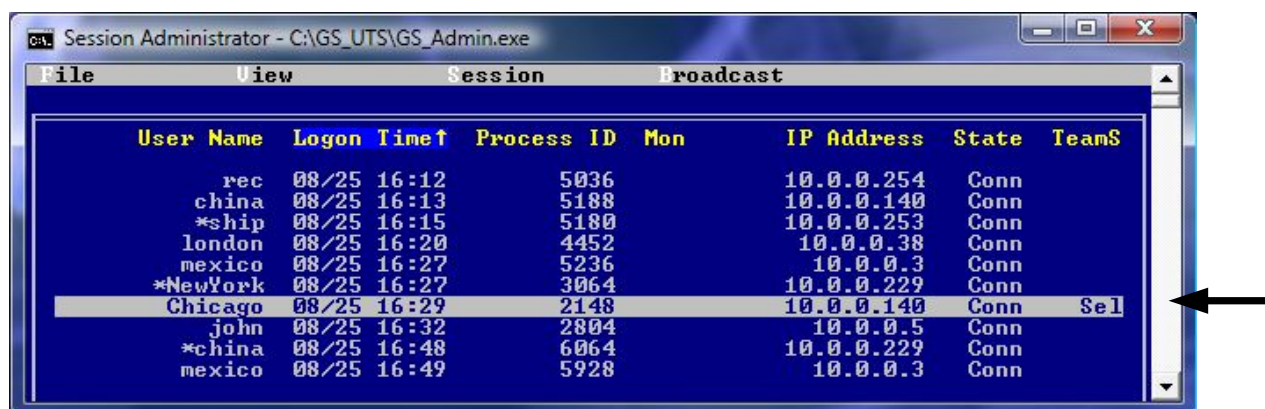 Session Administrator - C:\GS_UTS\GS_Admin.exe
File View Session Broadcast
User Name Logon Time↑ Process ID Mon IP Address State TeamS
rec 08/25 16:12 5036 10.0.0.254 Conn
china 08/25 16:13 5188 10.0.0.140 Conn
*ship 08/25 16:15 5180 10.0.0.253 Conn
london 08/25 16:20 4452 10.0.0.38 Conn
mexico 08/25 16:27 5236 10.0.0.3 Conn
*NewYork 08/25 16:27 3064 10.0.0.229 Conn
Chicago 08/25 16:29 2148 10.0.0.140 Conn Sel
john 08/25 16:32 2804 10.0.0.5 Conn
*china 08/25 16:48 6064 10.0.0.229 Conn
mexico 08/25 16:49 5928 10.0.0.3 Conn